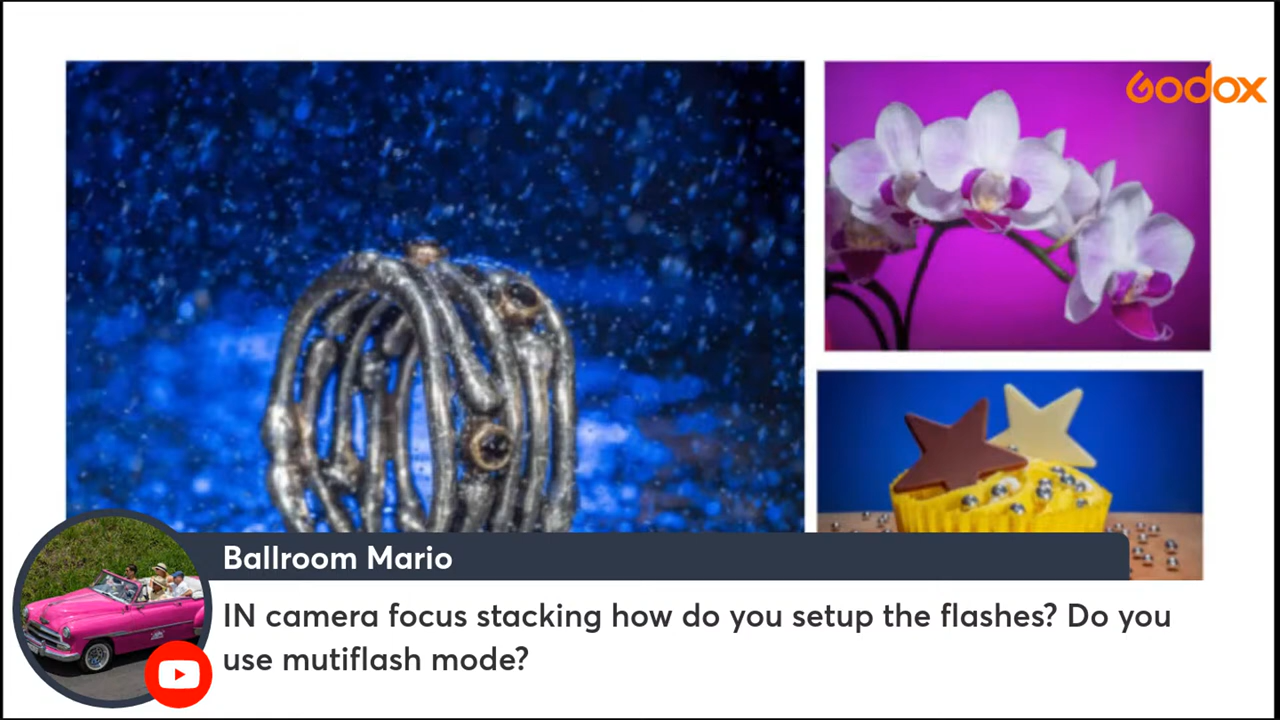 Godox
Ballroom Mario
IN camera focus stacking how do you setup the flashes? Do you
use mutiflash mode?